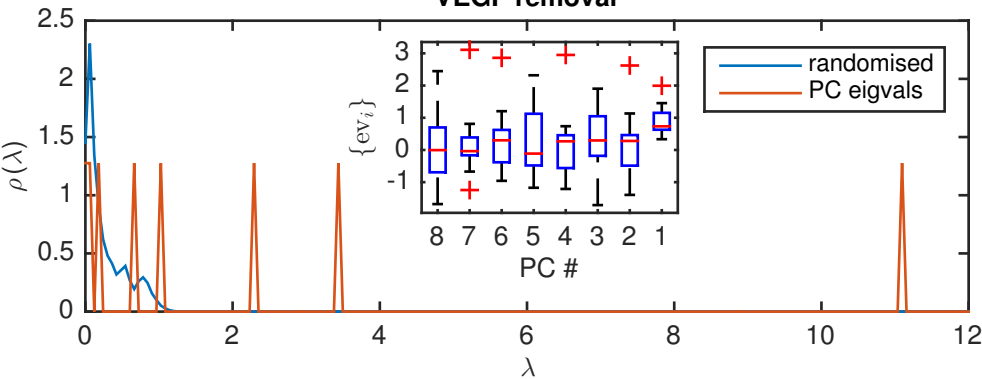 VEGF removal
2.5
2
1.5
1
0.5
0
ρ(λ)
0 2 4 6 8 10 12
λ
randomised
PC eigvals
3
2
1
0
-1
{ev_i}
8 7 6 5 4 3 2 1
PC #